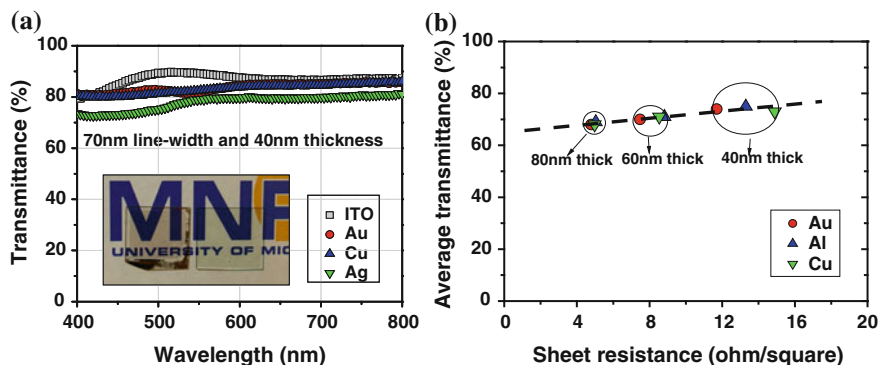 (a)
100
80
60
40
20
0
Transmittance (%)
70nm line-width and 40nm thickness
MNF
UNIVERSITY OF MIC
ITO
Au
Cu
Ag
400
500
600
700
800
Wavelength (nm)
(b)
100
80
60
40
20
0
Average transmittance (%)
80nm thick
60nm thick
40nm thick
Au
Al
Cu
0
4
8
12
16
20
Sheet resistance (ohm/square)